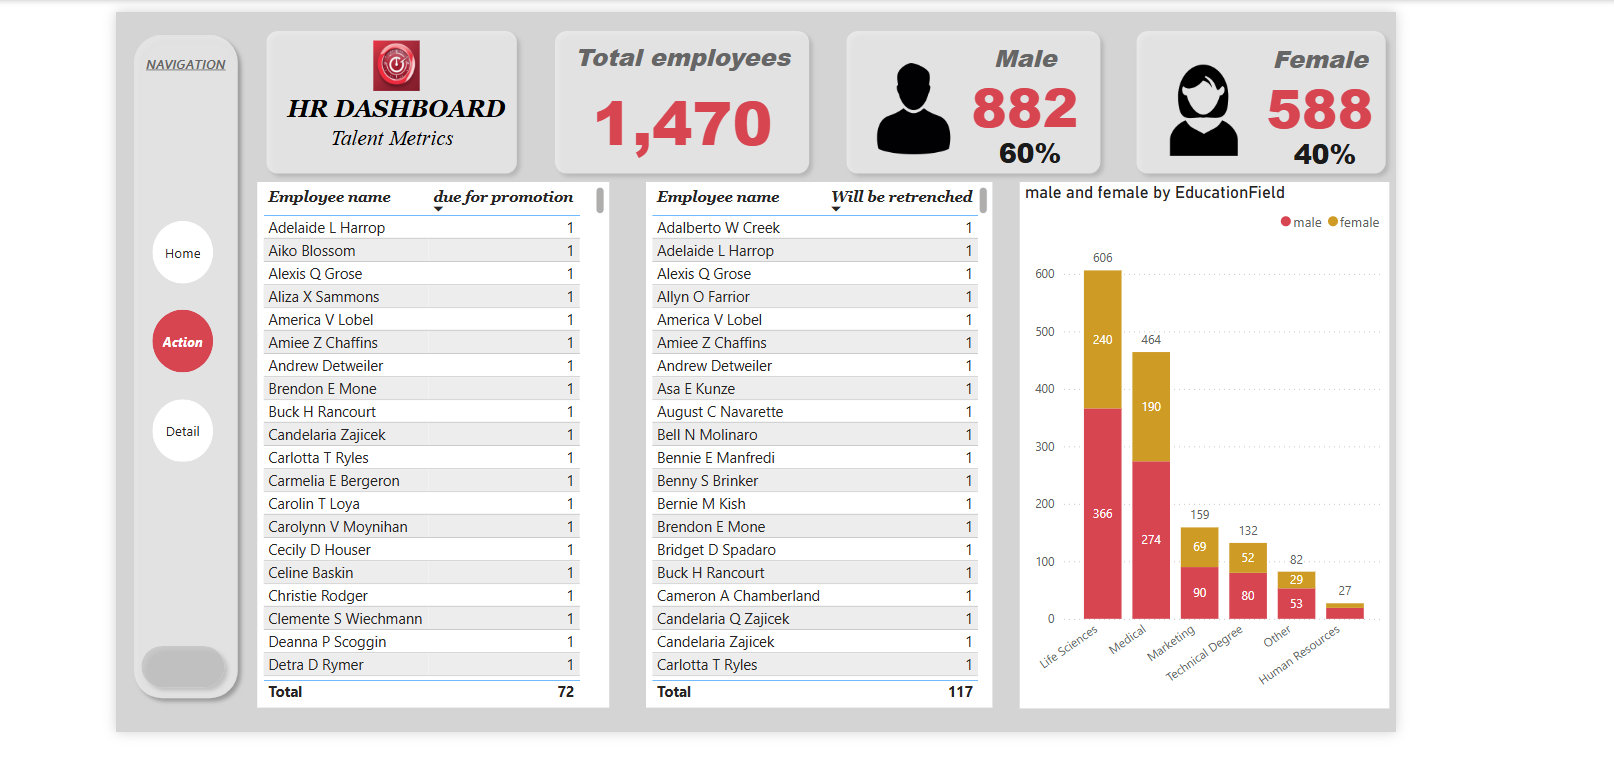 NAVIGATION
Home
Action
Detail
HR DASHBOARD
Talent Metrics
Total employees
1,470
Male
882
60%
Female
588
40%
Employee name due for promotion
Adelaide L Harrop 1
Aiko Blossom 1
Alexis Q Grose 1
Aliza X Sammons 1
America V Lobel 1
Amiee Z Chaffins 1
Andrew Detweiler 1
Brendon E Mone 1
Buck H Rancourt 1
Candelaria Zajicek 1
Carlotta T Ryles 1
Carmelia E Bergeron 1
Carolin T Loya 1
Carolynn V Moynihan 1
Cecily D Houser 1
Celine Baskin 1
Christie Rodger 1
Clemente S Wiechmann 1
Deanna P Scoggin 1
Detra D Rymer 1
Total 72
Employee name Will be retrenched
Adalberto W Creek 1
Adelaide L Harrop 1
Alexis Q Grose 1
Allyn O Farrior 1
America V Lobel 1
Amiee Z Chaffins 1
Andrew Detweiler 1
Asa E Kunze 1
August C Navarette 1
Bell N Molinaro 1
Bennie E Manfredi 1
Benny S Brinker 1
Bernie M Kish 1
Brendon E Mone 1
Bridget D Spadaro 1
Buck H Rancourt 1
Cameron A Chamberland 1
Candelaria Q Zajicek 1
Candelaria Zajicek 1
Carlotta T Ryles 1
Total 117
male and female by EducationField
male female
600
500
400
300
200
100
0
606
240
366
464
190
274
159
69
90
132
52
80
82
29
53
27
Life Sciences
Medical
Marketing
Technical Degree
Other
Human Resources